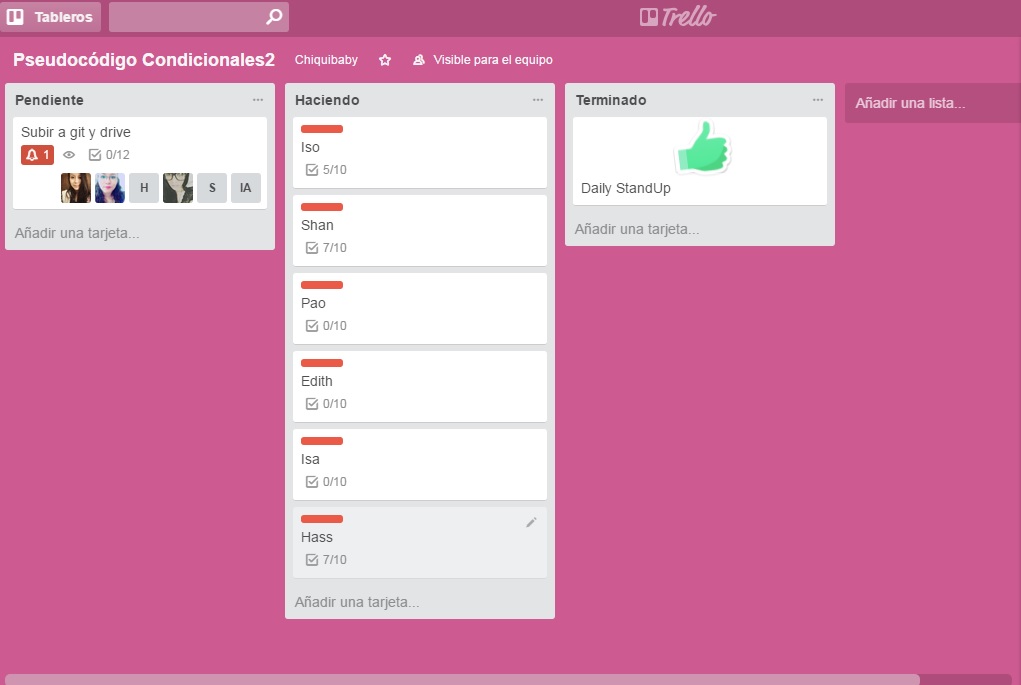 Tableros
Trello
Pseudocódigo Condicionales2 Chiquibaby Visible para el equipo
Pendiente ...
Subir a git y drive
1 0/12
H S IA
Añadir una tarjeta...
Haciendo ...
Iso
5/10
Shan
7/10
Pao
0/10
Edith
0/10
Isa
0/10
Hass
7/10
Añadir una tarjeta...
Terminado ...
Daily StandUp
Añadir una tarjeta...
Añadir una lista...